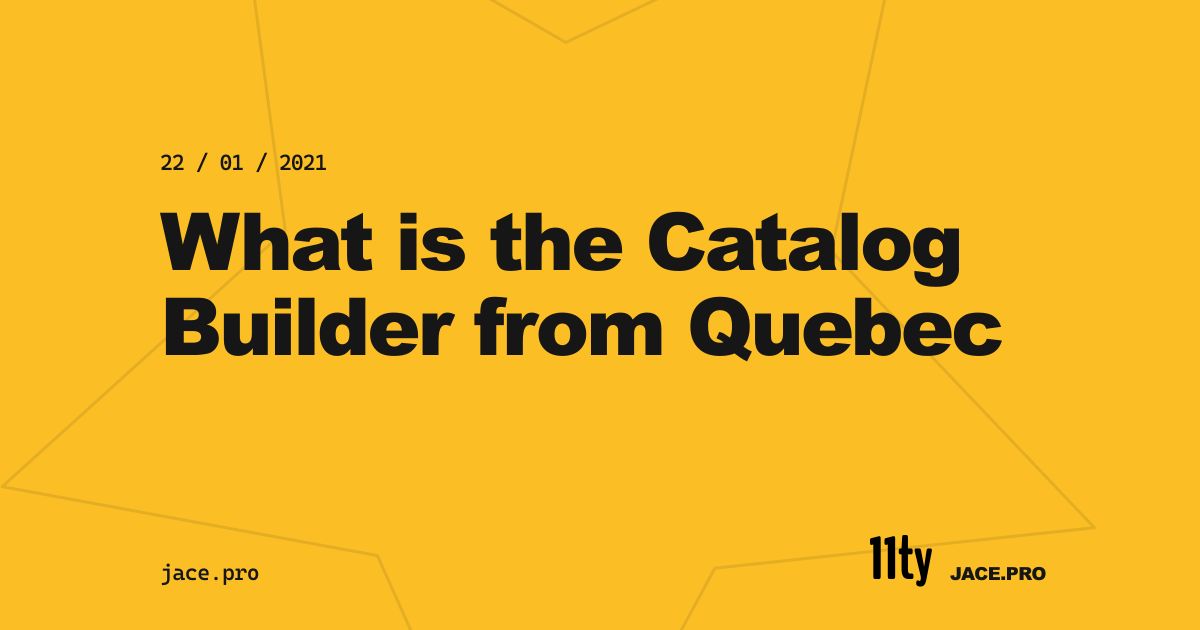 22 / 01 / 2021
What is the Catalog
Builder from Quebec
jace.pro
11ty JACE.PRO